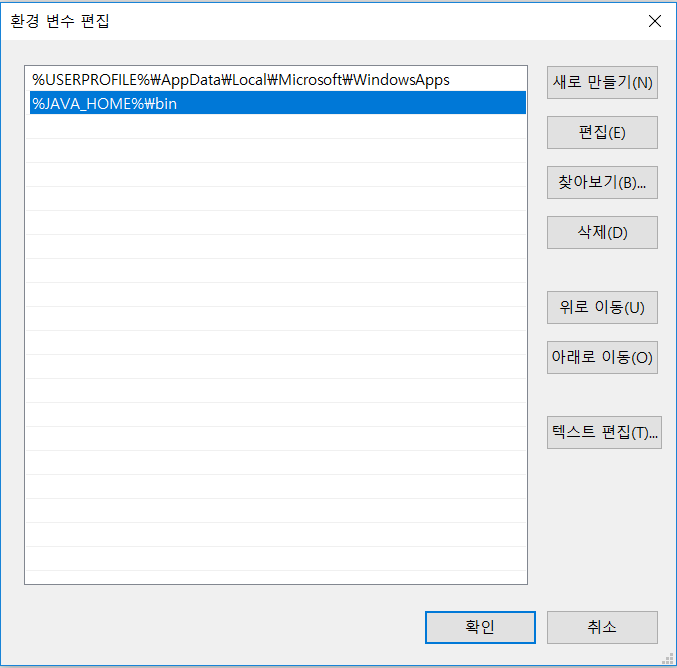 환경 변수 편집
%USERPROFILE%₩AppData₩Local₩Microsoft₩WindowsApps
%JAVA_HOME%₩bin
새로 만들기(N)
편집(E)
찾아보기(B)...
삭제(D)
위로 이동(U)
아래로 이동(O)
텍스트 편집(T)...
확인
취소